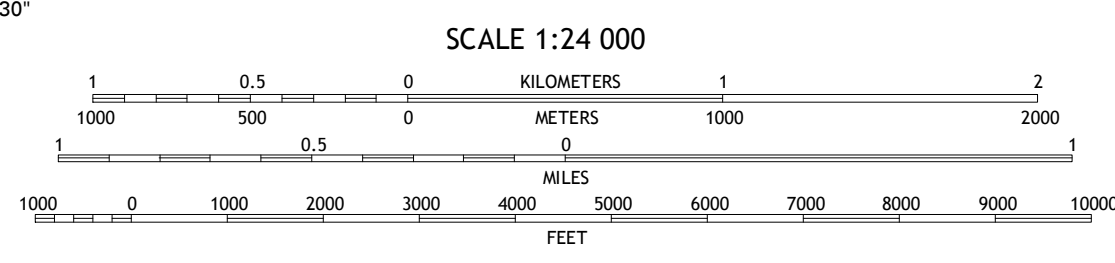 30"
SCALE 1:24 000
1 0.5 0 KILOMETERS 1 2
1000 500 0 METERS 1000 2000
1 0.5 0 1
MILES
1000 0 1000 2000 3000 4000 5000 6000 7000 8000 9000 10000
FEET